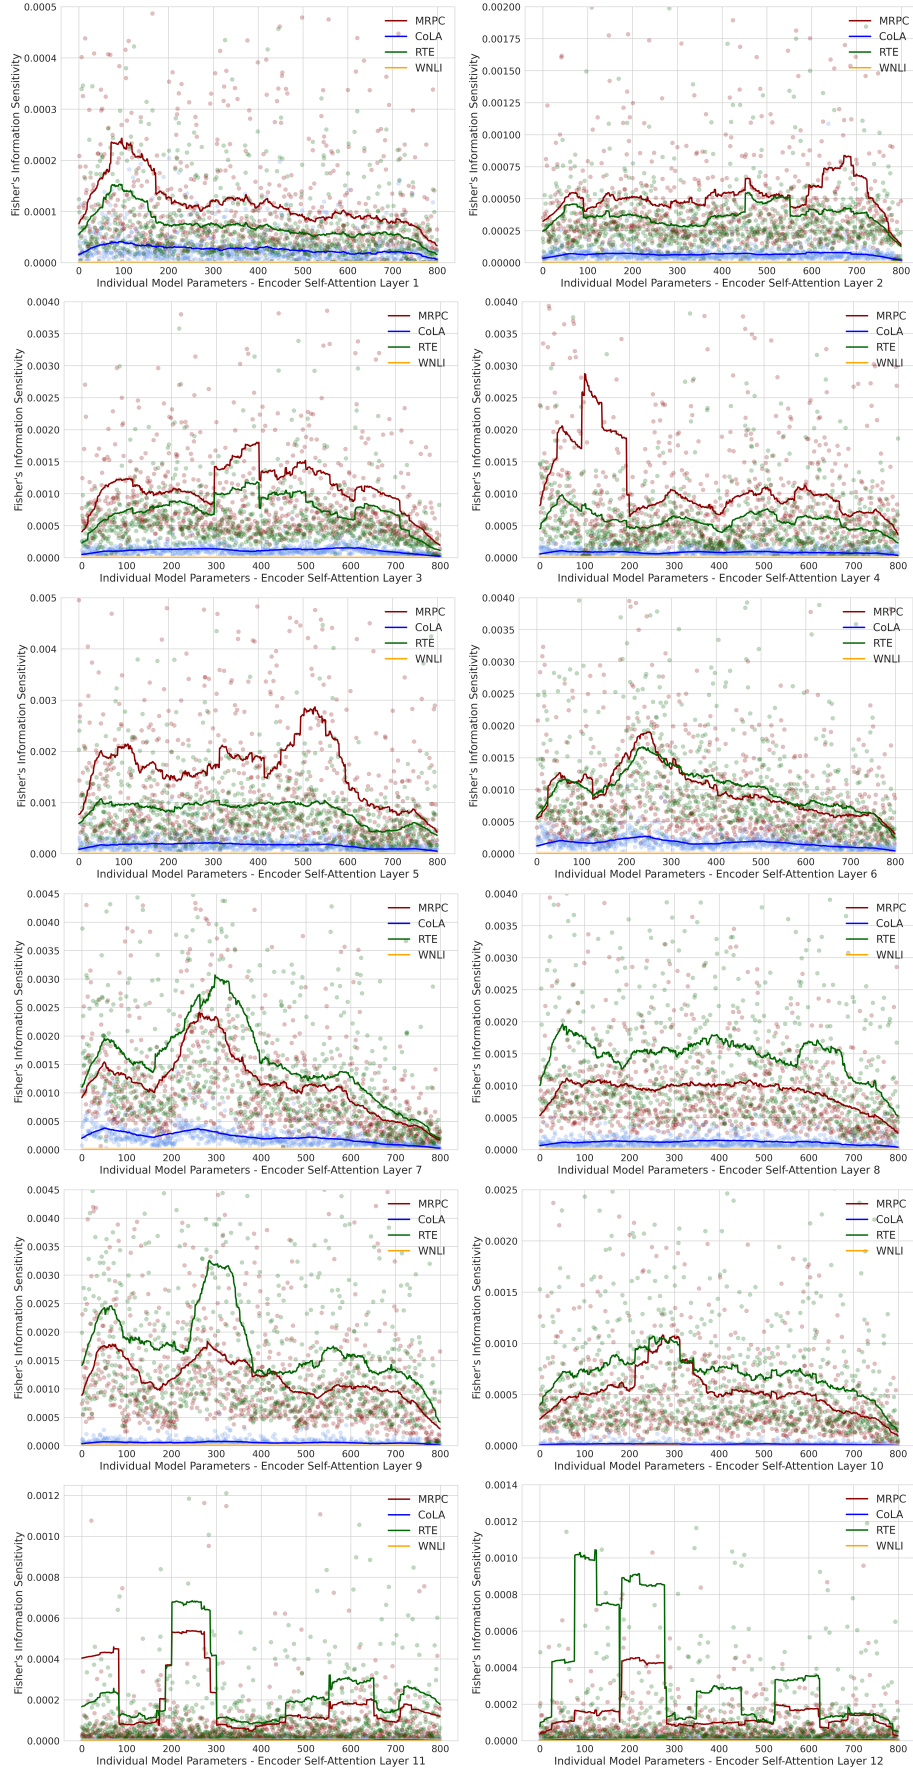 0.0005
0.0004
0.0003
0.0002
0.0001
0.0000
Fisher's Information Sensitivity
MRPC
CoLA
RTE
WNLI
0 100 200 300 400 500 600 700 800
Individual Model Parameters - Encoder Self-Attention Layer 1
0.00200
0.00175
0.00150
0.00125
0.00100
0.00075
0.00050
0.00025
0.00000
Fisher's Information Sensitivity
MRPC
CoLA
RTE
WNLI
0 100 200 300 400 500 600 700 800
Individual Model Parameters - Encoder Self-Attention Layer 2
0.0040
0.0035
0.0030
0.0025
0.0020
0.0015
0.0010
0.0005
0.0000
Fisher's Information Sensitivity
MRPC
CoLA
RTE
WNLI
0 100 200 300 400 500 600 700 800
Individual Model Parameters - Encoder Self-Attention Layer 3
0.0040
0.0035
0.0030
0.0025
0.0020
0.0015
0.0010
0.0005
0.0000
Fisher's Information Sensitivity
MRPC
CoLA
RTE
WNLI
0 100 200 300 400 500 600 700 800
Individual Model Parameters - Encoder Self-Attention Layer 4
0.005
0.004
0.003
0.002
0.001
0.000
Fisher's Information Sensitivity
MRPC
CoLA
RTE
WNLI
0 100 200 300 400 500 600 700 800
Individual Model Parameters - Encoder Self-Attention Layer 5
0.0040
0.0035
0.0030
0.0025
0.0020
0.0015
0.0010
0.0005
0.0000
Fisher's Information Sensitivity
MRPC
CoLA
RTE
WNLI
0 100 200 300 400 500 600 700 800
Individual Model Parameters - Encoder Self-Attention Layer 6
0.0045
0.0040
0.0035
0.0030
0.0025
0.0020
0.0015
0.0010
0.0005
0.0000
Fisher's Information Sensitivity
MRPC
CoLA
RTE
WNLI
0 100 200 300 400 500 600 700 800
Individual Model Parameters - Encoder Self-Attention Layer 7
0.0040
0.0035
0.0030
0.0025
0.0020
0.0015
0.0010
0.0005
0.0000
Fisher's Information Sensitivity
MRPC
CoLA
RTE
WNLI
0 100 200 300 400 500 600 700 800
Individual Model Parameters - Encoder Self-Attention Layer 8
0.0045
0.0040
0.0035
0.0030
0.0025
0.0020
0.0015
0.0010
0.0005
0.0000
Fisher's Information Sensitivity
MRPC
CoLA
RTE
WNLI
0 100 200 300 400 500 600 700 800
Individual Model Parameters - Encoder Self-Attention Layer 9
0.0025
0.0020
0.0015
0.0010
0.0005
0.0000
Fisher's Information Sensitivity
MRPC
CoLA
RTE
WNLI
0 100 200 300 400 500 600 700 800
Individual Model Parameters - Encoder Self-Attention Layer 10
0.0012
0.0010
0.0008
0.0006
0.0004
0.0002
0.0000
Fisher's Information Sensitivity
MRPC
CoLA
RTE
WNLI
0 100 200 300 400 500 600 700 800
Individual Model Parameters - Encoder Self-Attention Layer 11
0.0014
0.0012
0.0010
0.0008
0.0006
0.0004
0.0002
0.0000
Fisher's Information Sensitivity
MRPC
CoLA
RTE
WNLI
0 100 200 300 400 500 600 700 800
Individual Model Parameters - Encoder Self-Attention Layer 12